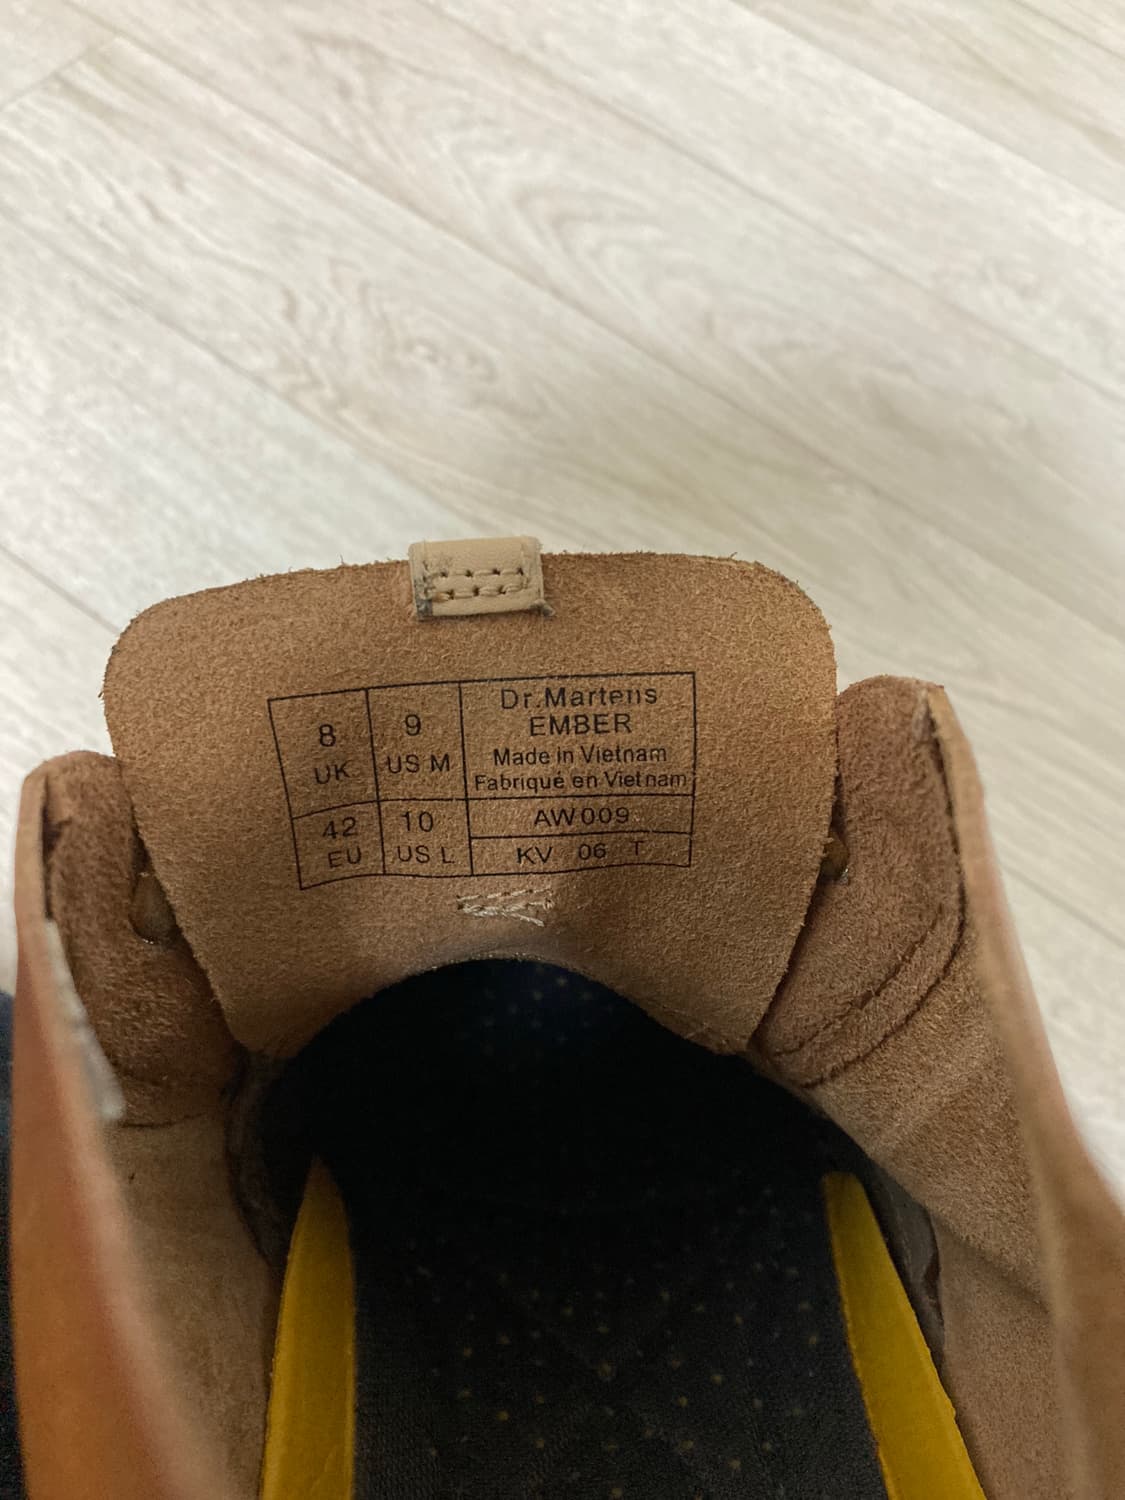 8
UK
9
US M
Dr.Martens
EMBER
Made in Vietnam
Fabriqué en Vietnam
42
EU
10
US L
AW009
KV 06 T